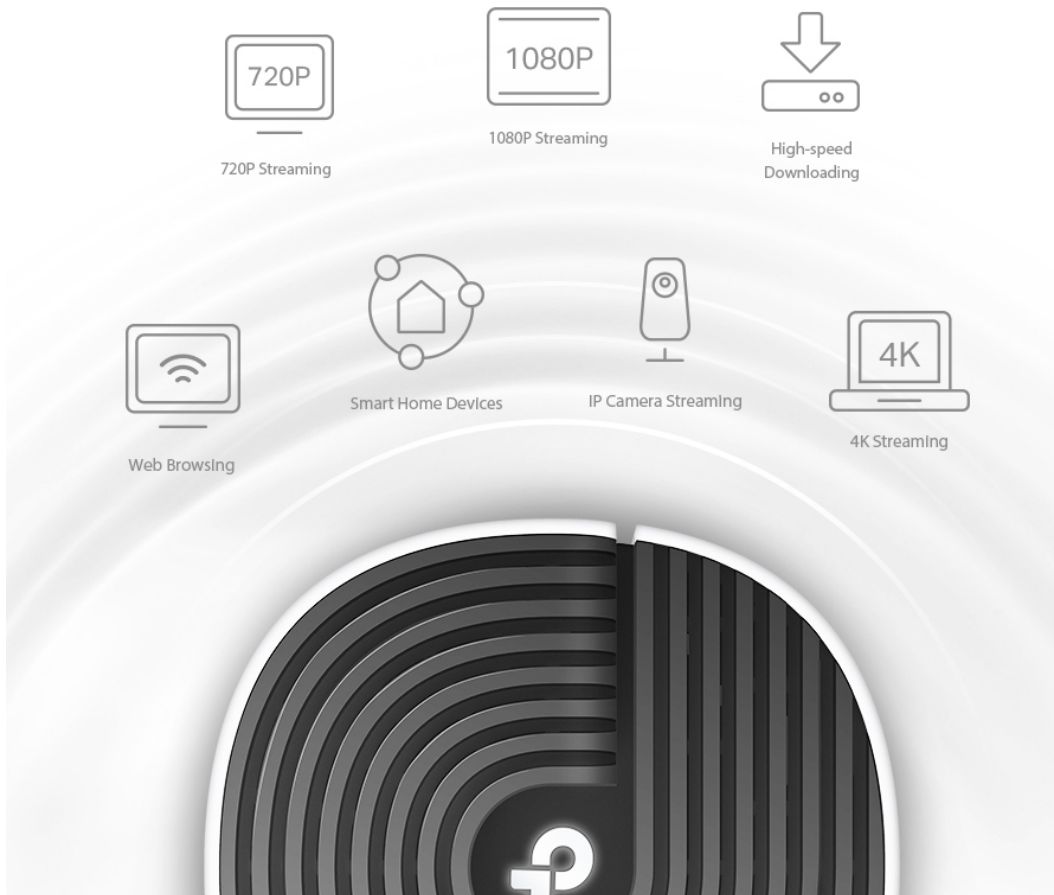 720P
720P Streaming
1080P
1080P Streaming
High-speed
Downloading
Web Browsing
Smart Home Devices
IP Camera Streaming
4K
4K Streaming